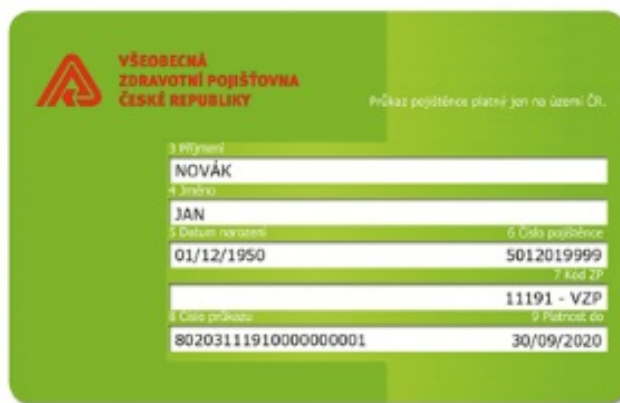 VŠEOBECNÁ
ZDRAVOTNÍ POJIŠŤOVNA
ČESKÉ REPUBLIKY
Průkaz pojištěnce platný jen na území ČR.
3 Příjmení
NOVÁK
4 Jméno
JAN
5 Datum narození 6 Číslo pojištěnce
01/12/1950 5012019999
7 Kód ZP
11191 - VZP
8 Číslo průkazu 9 Platnost do
80203111910000000001 30/09/2020